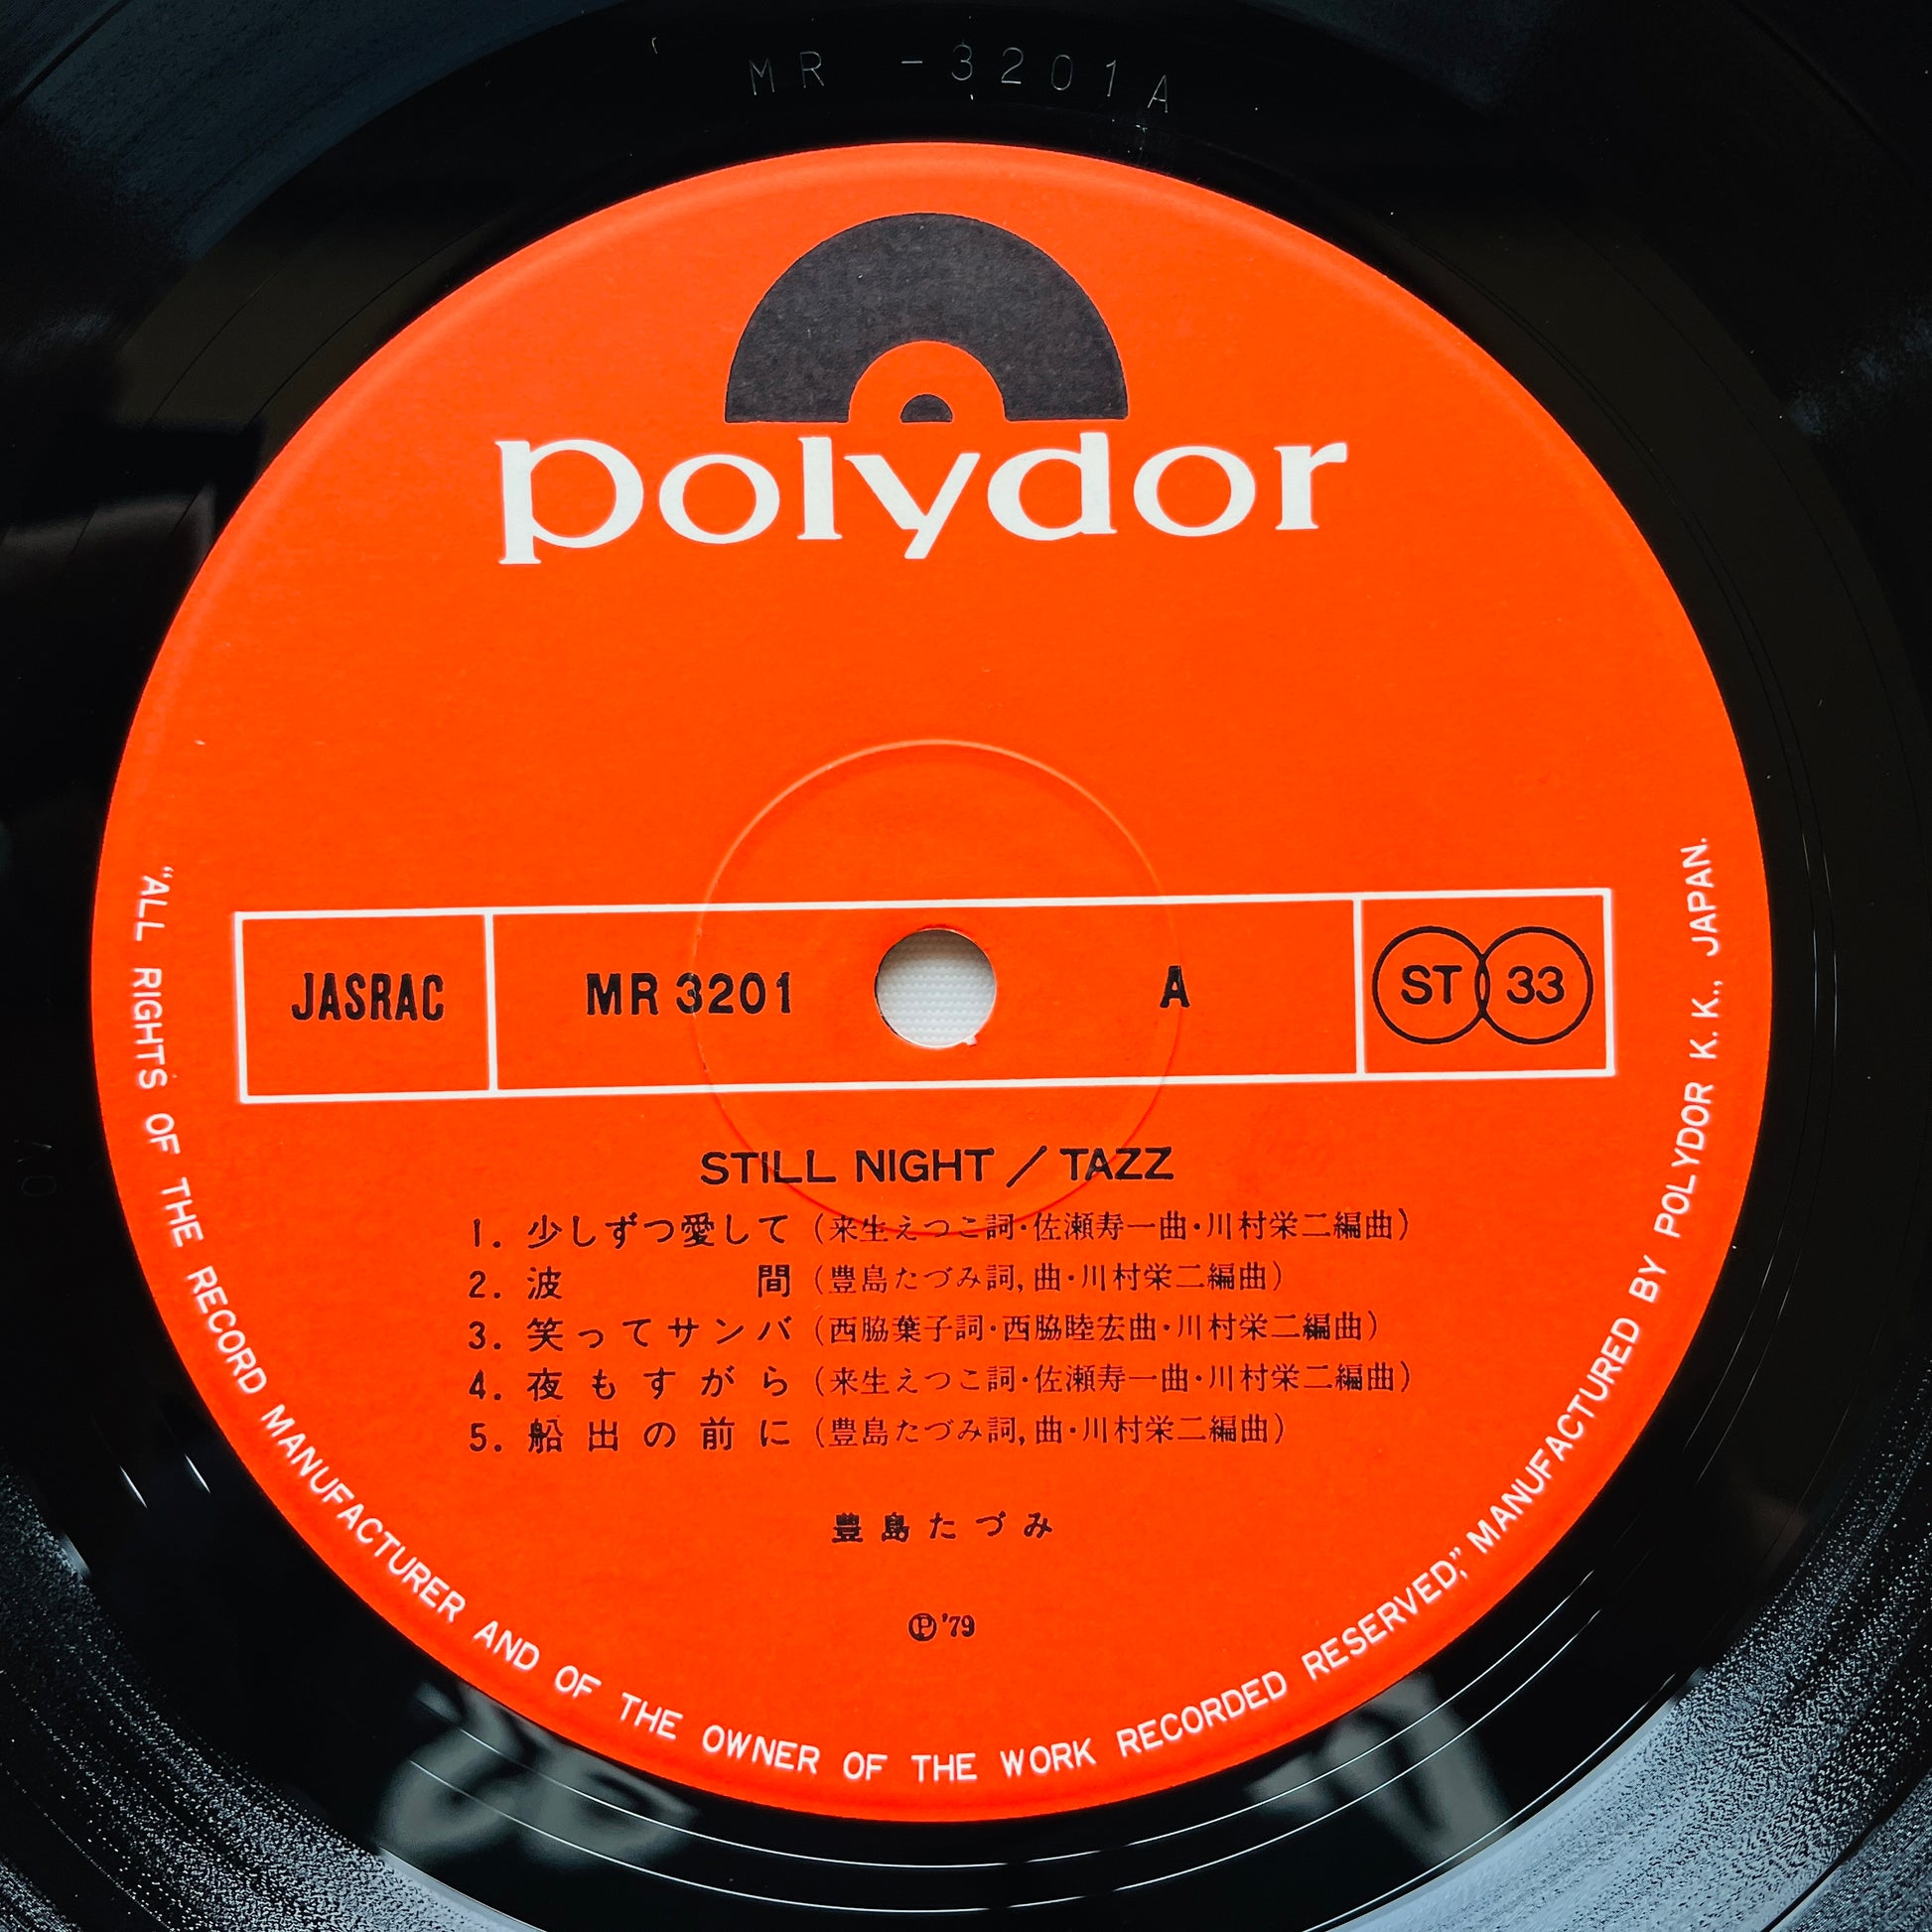 MR -3201A
polydor
JASRAC MR 3201 A ST 33
STILL NIGHT / TAZZ
1. 少しずつ愛して (来生えつこ詞・佐瀬寿一曲・川村栄二編曲)
2. 波間 (豊島たづみ詞,曲・川村栄二編曲)
3. 笑ってサンバ (西脇葉子詞・西脇睦宏曲・川村栄二編曲)
4. 夜もすがら (来生えつこ詞・佐瀬寿一曲・川村栄二編曲)
5. 船出の前に (豊島たづみ詞,曲・川村栄二編曲)
豊島たづみ
Ⓟ'79
"ALL RIGHTS OF THE RECORD MANUFACTURER AND OF THE OWNER OF THE WORK RECORDED RESERVED," MANUFACTURED BY POLYDOR K. K., JAPAN.